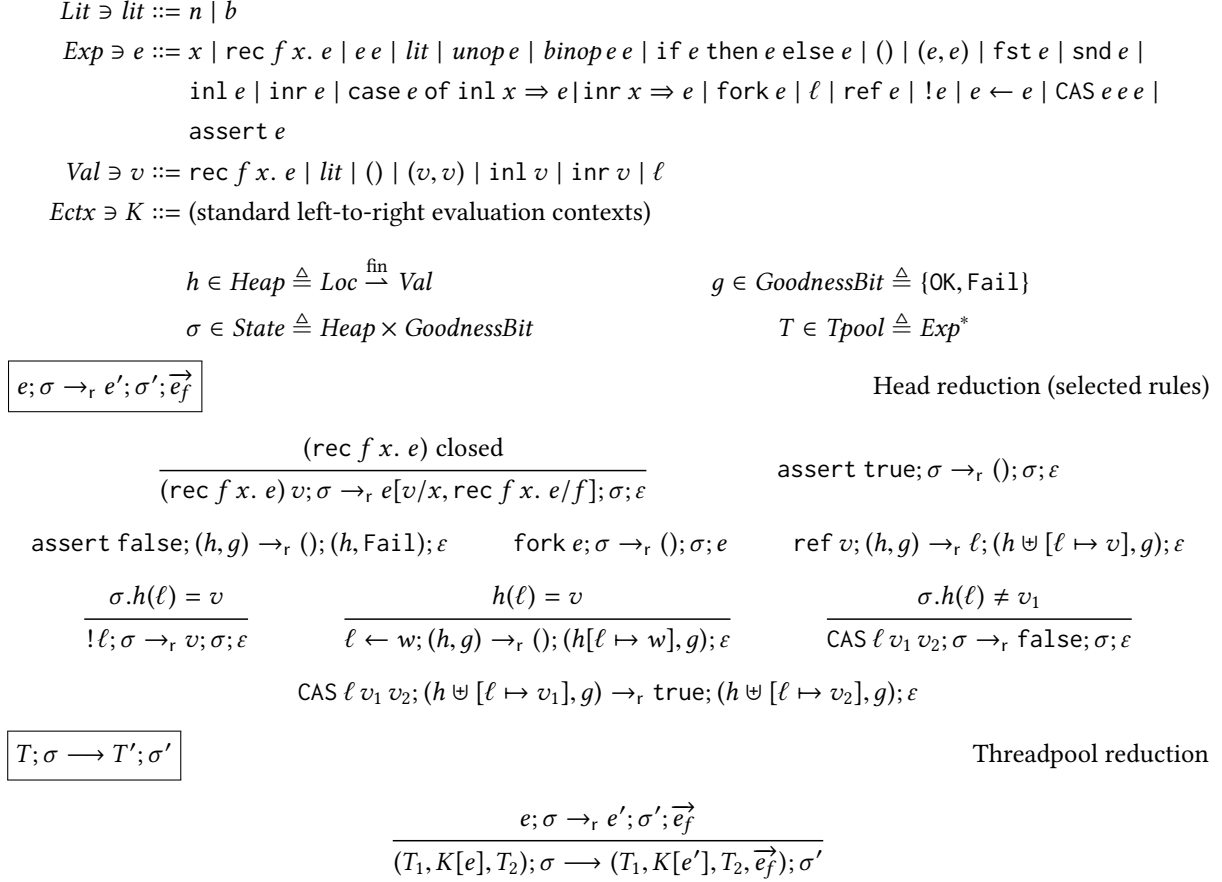 Lit ∋ lit ::= n | b
Exp ∋ e ::= x | rec f x. e | e e | lit | unop e | binop e e | if e then e else e | () | (e, e) | fst e | snd e |
inl e | inr e | case e of inl x ⇒ e|inr x ⇒ e | fork e | ℓ | ref e | !e | e ← e | CAS e e e |
assert e
Val ∋ v ::= rec f x. e | lit | () | (v, v) | inl v | inr v | ℓ
Ectx ∋ K ::= (standard left-to-right evaluation contexts)
h ∈ Heap ≜ Loc ⇀fin Val g ∈ GoodnessBit ≜ {OK, Fail}
σ ∈ State ≜ Heap × GoodnessBit T ∈ Tpool ≜ Exp*
e; σ →r e′; σ′; e⃗f Head reduction (selected rules)
(rec f x. e) closed
(rec f x. e) v; σ →r e[v/x, rec f x. e/f]; σ; ε assert true; σ →r (); σ; ε
assert false; (h, g) →r (); (h, Fail); ε fork e; σ →r (); σ; e ref v; (h, g) →r ℓ; (h ⊎ [ℓ ↦ v], g); ε
σ.h(ℓ) = v h(ℓ) = v σ.h(ℓ) ≠ v1
!ℓ; σ →r v; σ; ε ℓ ← w; (h, g) →r (); (h[ℓ ↦ w], g); ε CAS ℓ v1 v2; σ →r false; σ; ε
CAS ℓ v1 v2; (h ⊎ [ℓ ↦ v1], g) →r true; (h ⊎ [ℓ ↦ v2], g); ε
T; σ ⟶ T′; σ′ Threadpool reduction
e; σ →r e′; σ′; e⃗f
(T1, K[e], T2); σ ⟶ (T1, K[e′], T2, e⃗f); σ′